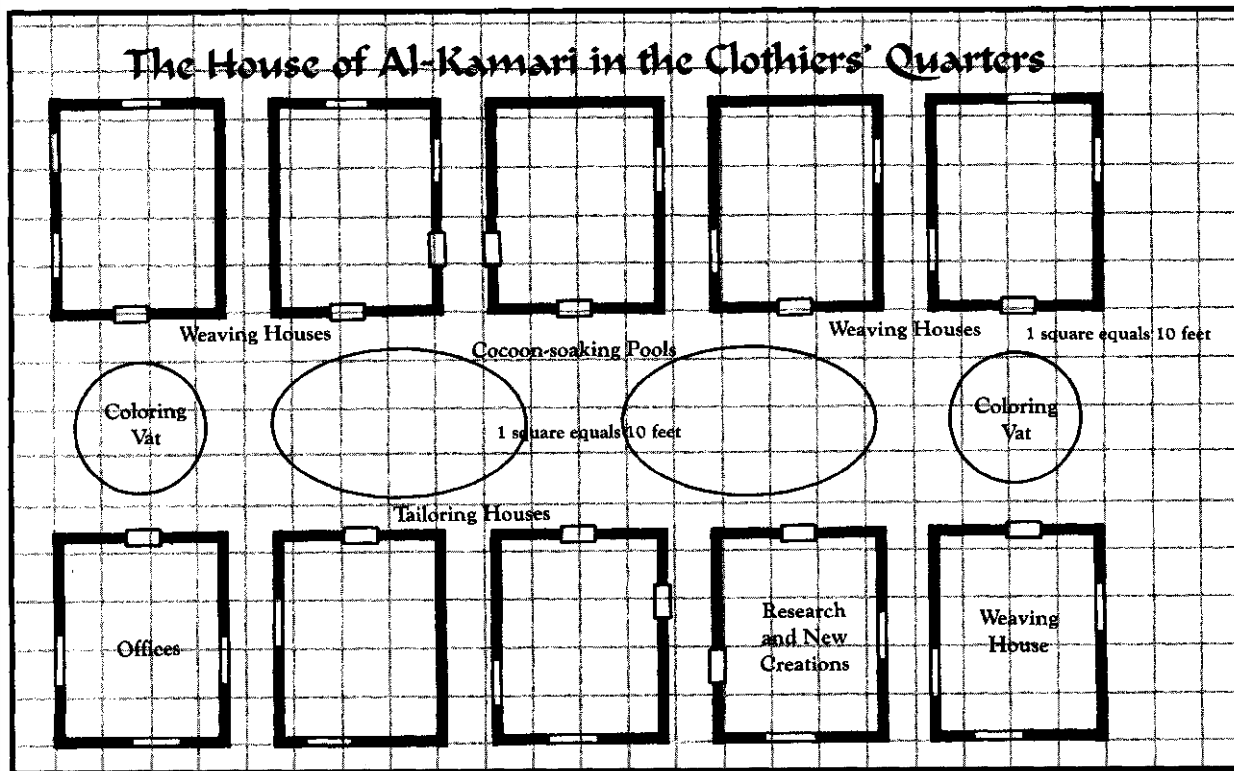 The House of Al-Kamari in the Clothiers' Quarters
Weaving Houses
Weaving Houses
1 square equals 10 feet
Cocoon-soaking Pools
Coloring
Vat
1 square equals 10 feet
Coloring
Vat
Tailoring Houses
Offices
Research
and New
Creations
Weaving
House